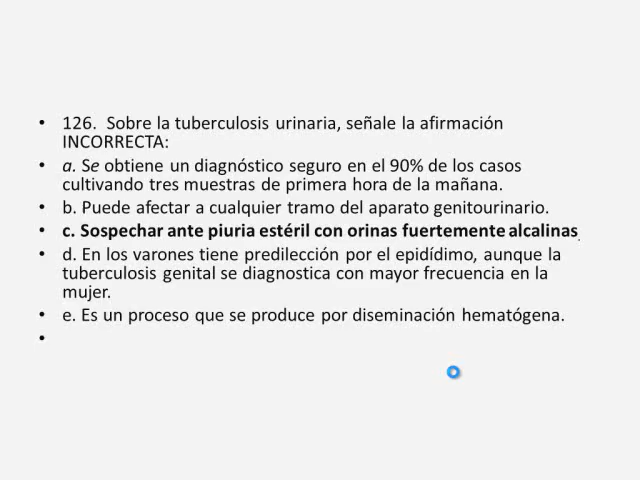 • 126. Sobre la tuberculosis urinaria, señale la afirmación
INCORRECTA:
• a. Se obtiene un diagnóstico seguro en el 90% de los casos
cultivando tres muestras de primera hora de la mañana.
• b. Puede afectar a cualquier tramo del aparato genitourinario.
• c. Sospechar ante piuria estéril con orinas fuertemente alcalinas.
• d. En los varones tiene predilección por el epidídimo, aunque la
tuberculosis genital se diagnostica con mayor frecuencia en la
mujer.
• e. Es un proceso que se produce por diseminación hematógena.
•